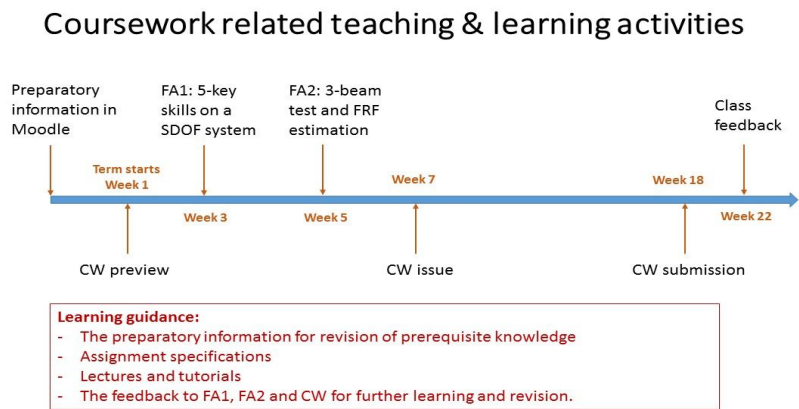 Coursework related teaching & learning activities
Preparatory
information in
Moodle
FA1: 5-key
skills on a
SDOF system
FA2: 3-beam
test and FRF
estimation
Class
feedback
Term starts
Week 1
Week 3
Week 5
Week 7
Week 18
Week 22
CW preview
CW issue
CW submission
Learning guidance:
- The preparatory information for revision of prerequisite knowledge
- Assignment specifications
- Lectures and tutorials
- The feedback to FA1, FA2 and CW for further learning and revision.